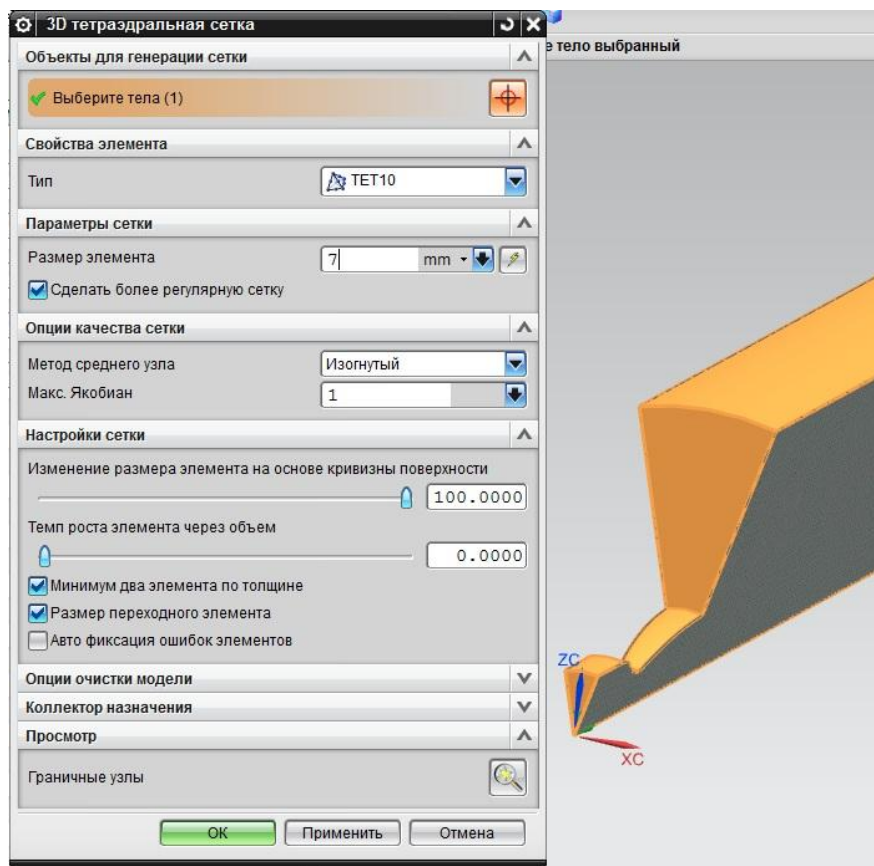 3D тетраэдральная сетка
е тело выбранный
Объекты для генерации сетки
Выберите тела (1)
Свойства элемента
Тип TET10
Параметры сетки
Размер элемента 7 mm
Сделать более регулярную сетку
Опции качества сетки
Метод среднего узла Изогнутый
Макс. Якобиан 1
Настройки сетки
Изменение размера элемента на основе кривизны поверхности
100.0000
Темп роста элемента через объем
0.0000
Минимум два элемента по толщине
Размер переходного элемента
Авто фиксация ошибок элементов
Опции очистки модели
Коллектор назначения
Просмотр
Граничные узлы
ОК Применить Отмена
ZC
XC